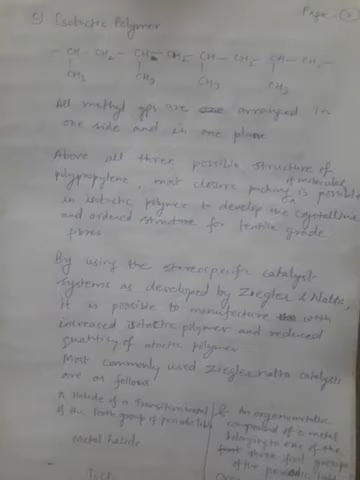 Page - 3
5) Isotactic Polymer
- CH - CH2 - CH - CH2 - CH - CH2 - CH - CH2 -
CH3 CH3 CH3 CH3
All methyl gps are arranged in
one side and in one plane
Above all three possible structure of
polypropylene, most closure packing of molecules is possible
in isotactic polymer to develop the crystalline
and ordered structure for textile grade
fibres
By using the stereospecific catalyst
systems as developed by Ziegler & Natta,
it is possible to manufacture with
increased isotactic polymer and reduced
quantity of atactic polymer
Most commonly used Ziegler natta catalysts
are as follows
A Halide of a Transition metal
of the group of periodic table
Metal halide
& An organometallic
compound of a metal
belonging to one of the
three first groups
of the periodic table